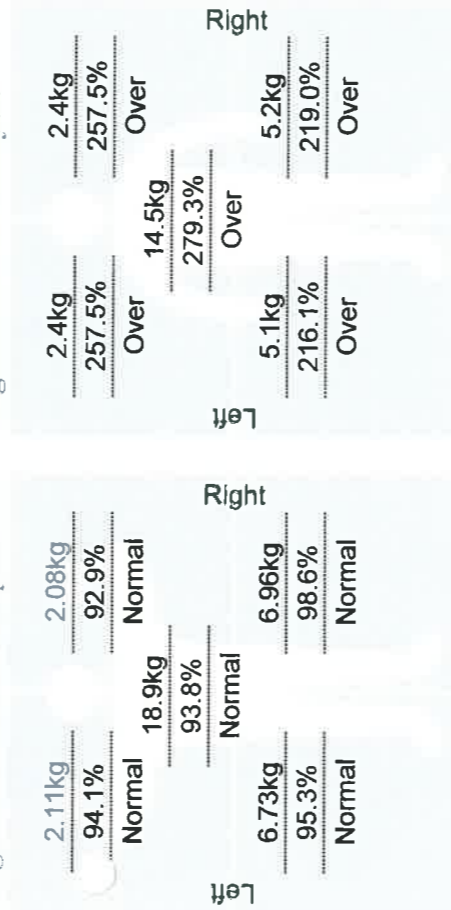 Left
Right
2.11kg
94.1%
Normal
2.08kg
92.9%
Normal
18.9kg
93.8%
Normal
6.73kg
95.3%
Normal
6.96kg
98.6%
Normal
Left
Right
2.4kg
257.5%
Over
2.4kg
257.5%
Over
14.5kg
279.3%
Over
5.1kg
216.1%
Over
5.2kg
219.0%
Over